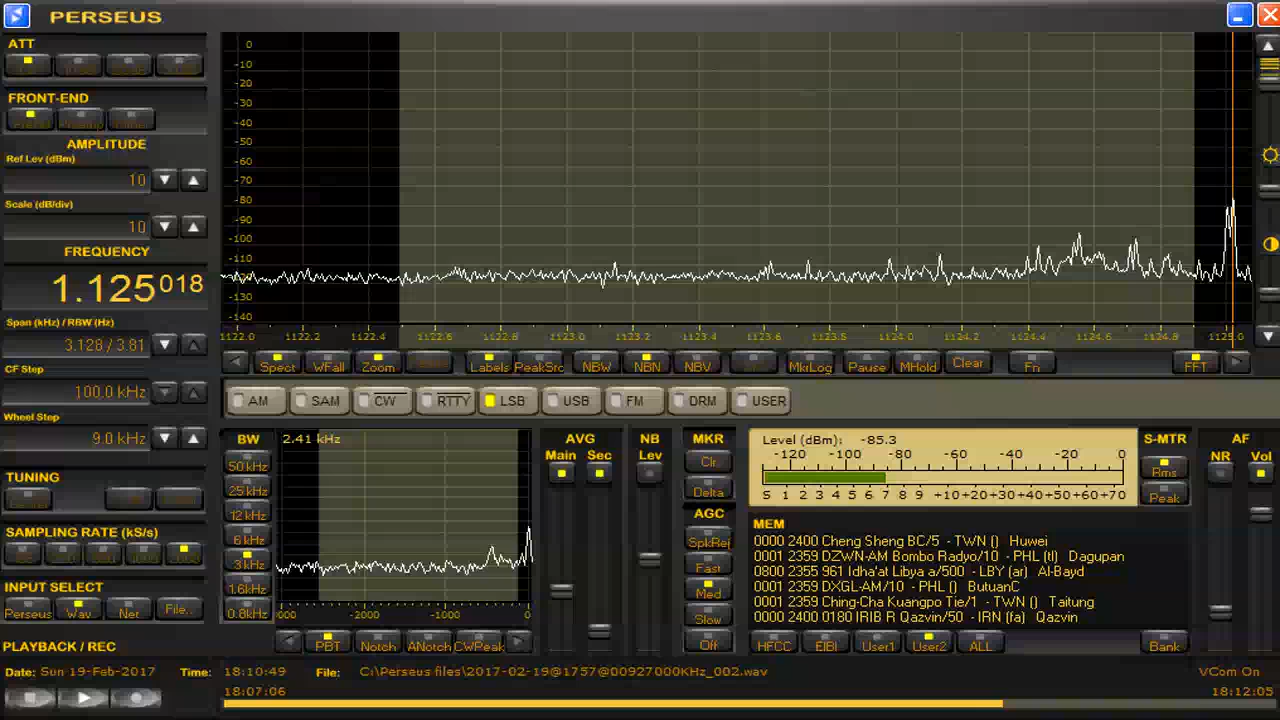 PERSEUS
ATT
FRONT-END
Presel Preamp
AMPLITUDE
Ref Lev (dBm)
10
Scale (dB/div)
10
FREQUENCY
1.125018
Span (kHz) / RBW (Hz)
3.128 / 3.81
CF Step
100.0 kHz
Wheel Step
9.0 kHz
TUNING
SAMPLING RATE (kS/s)
INPUT SELECT
Perseus Wav Net File..
PLAYBACK / REC
0
-10
-20
-30
-40
-50
-60
-70
-80
-90
-100
-110
-120
-130
-140
1122.0 1122.2 1122.4 1122.6 1122.8 1123.0 1123.2 1123.4 1123.6 1123.8 1124.0 1124.2 1124.4 1124.6 1124.8 1125.0
Spect WFall Zoom Labels PeakSrc NBW NBN NBV MkrLog Pause MHold Clear Fn FFT
AM SAM CW RTTY LSB USB FM DRM USER
BW
50 kHz
25 kHz
12 kHz
6 kHz
3 kHz
1.6kHz
0.8kHz
2.41 kHz
-2000 -1000 0
PBT Notch ANotch CWPeak
AVG
Main Sec
NB
Lev
MKR
Clr
Delta
AGC
SpkRej
Fast
Med
Slow
Off
Level (dBm): -85.3
-120 -100 -80 -60 -40 -20 0
S 1 2 3 4 5 6 7 8 9 +10 +20 +30 +40 +50 +60 +70
S-MTR
Rms
Peak
AF
NR Vol
MEM
0000 2400 Cheng Sheng BC/5 - TWN () Huwei
0001 2359 DZWN-AM Bombo Radyo/10 - PHL (tl) Dagupan
0800 2355 961 Idha'at Libya a/500 - LBY (ar) Al-Bayd
0001 2359 DXGL-AM/10 - PHL () ButuanC
0001 2359 Ching-Cha Kuangpo Tie/1 - TWN () Taitung
0000 2400 0180 IRIB R Qazvin/50 - IRN (fa) Qazvin
HFCC EIBI User1 User2 ALL Bank
Date: Sun 19-Feb-2017 Time: 18:10:49 File: C:\Perseus files\2017-02-19@1757@00927000KHz_002.wav VCom On
18:07:06 18:12:05